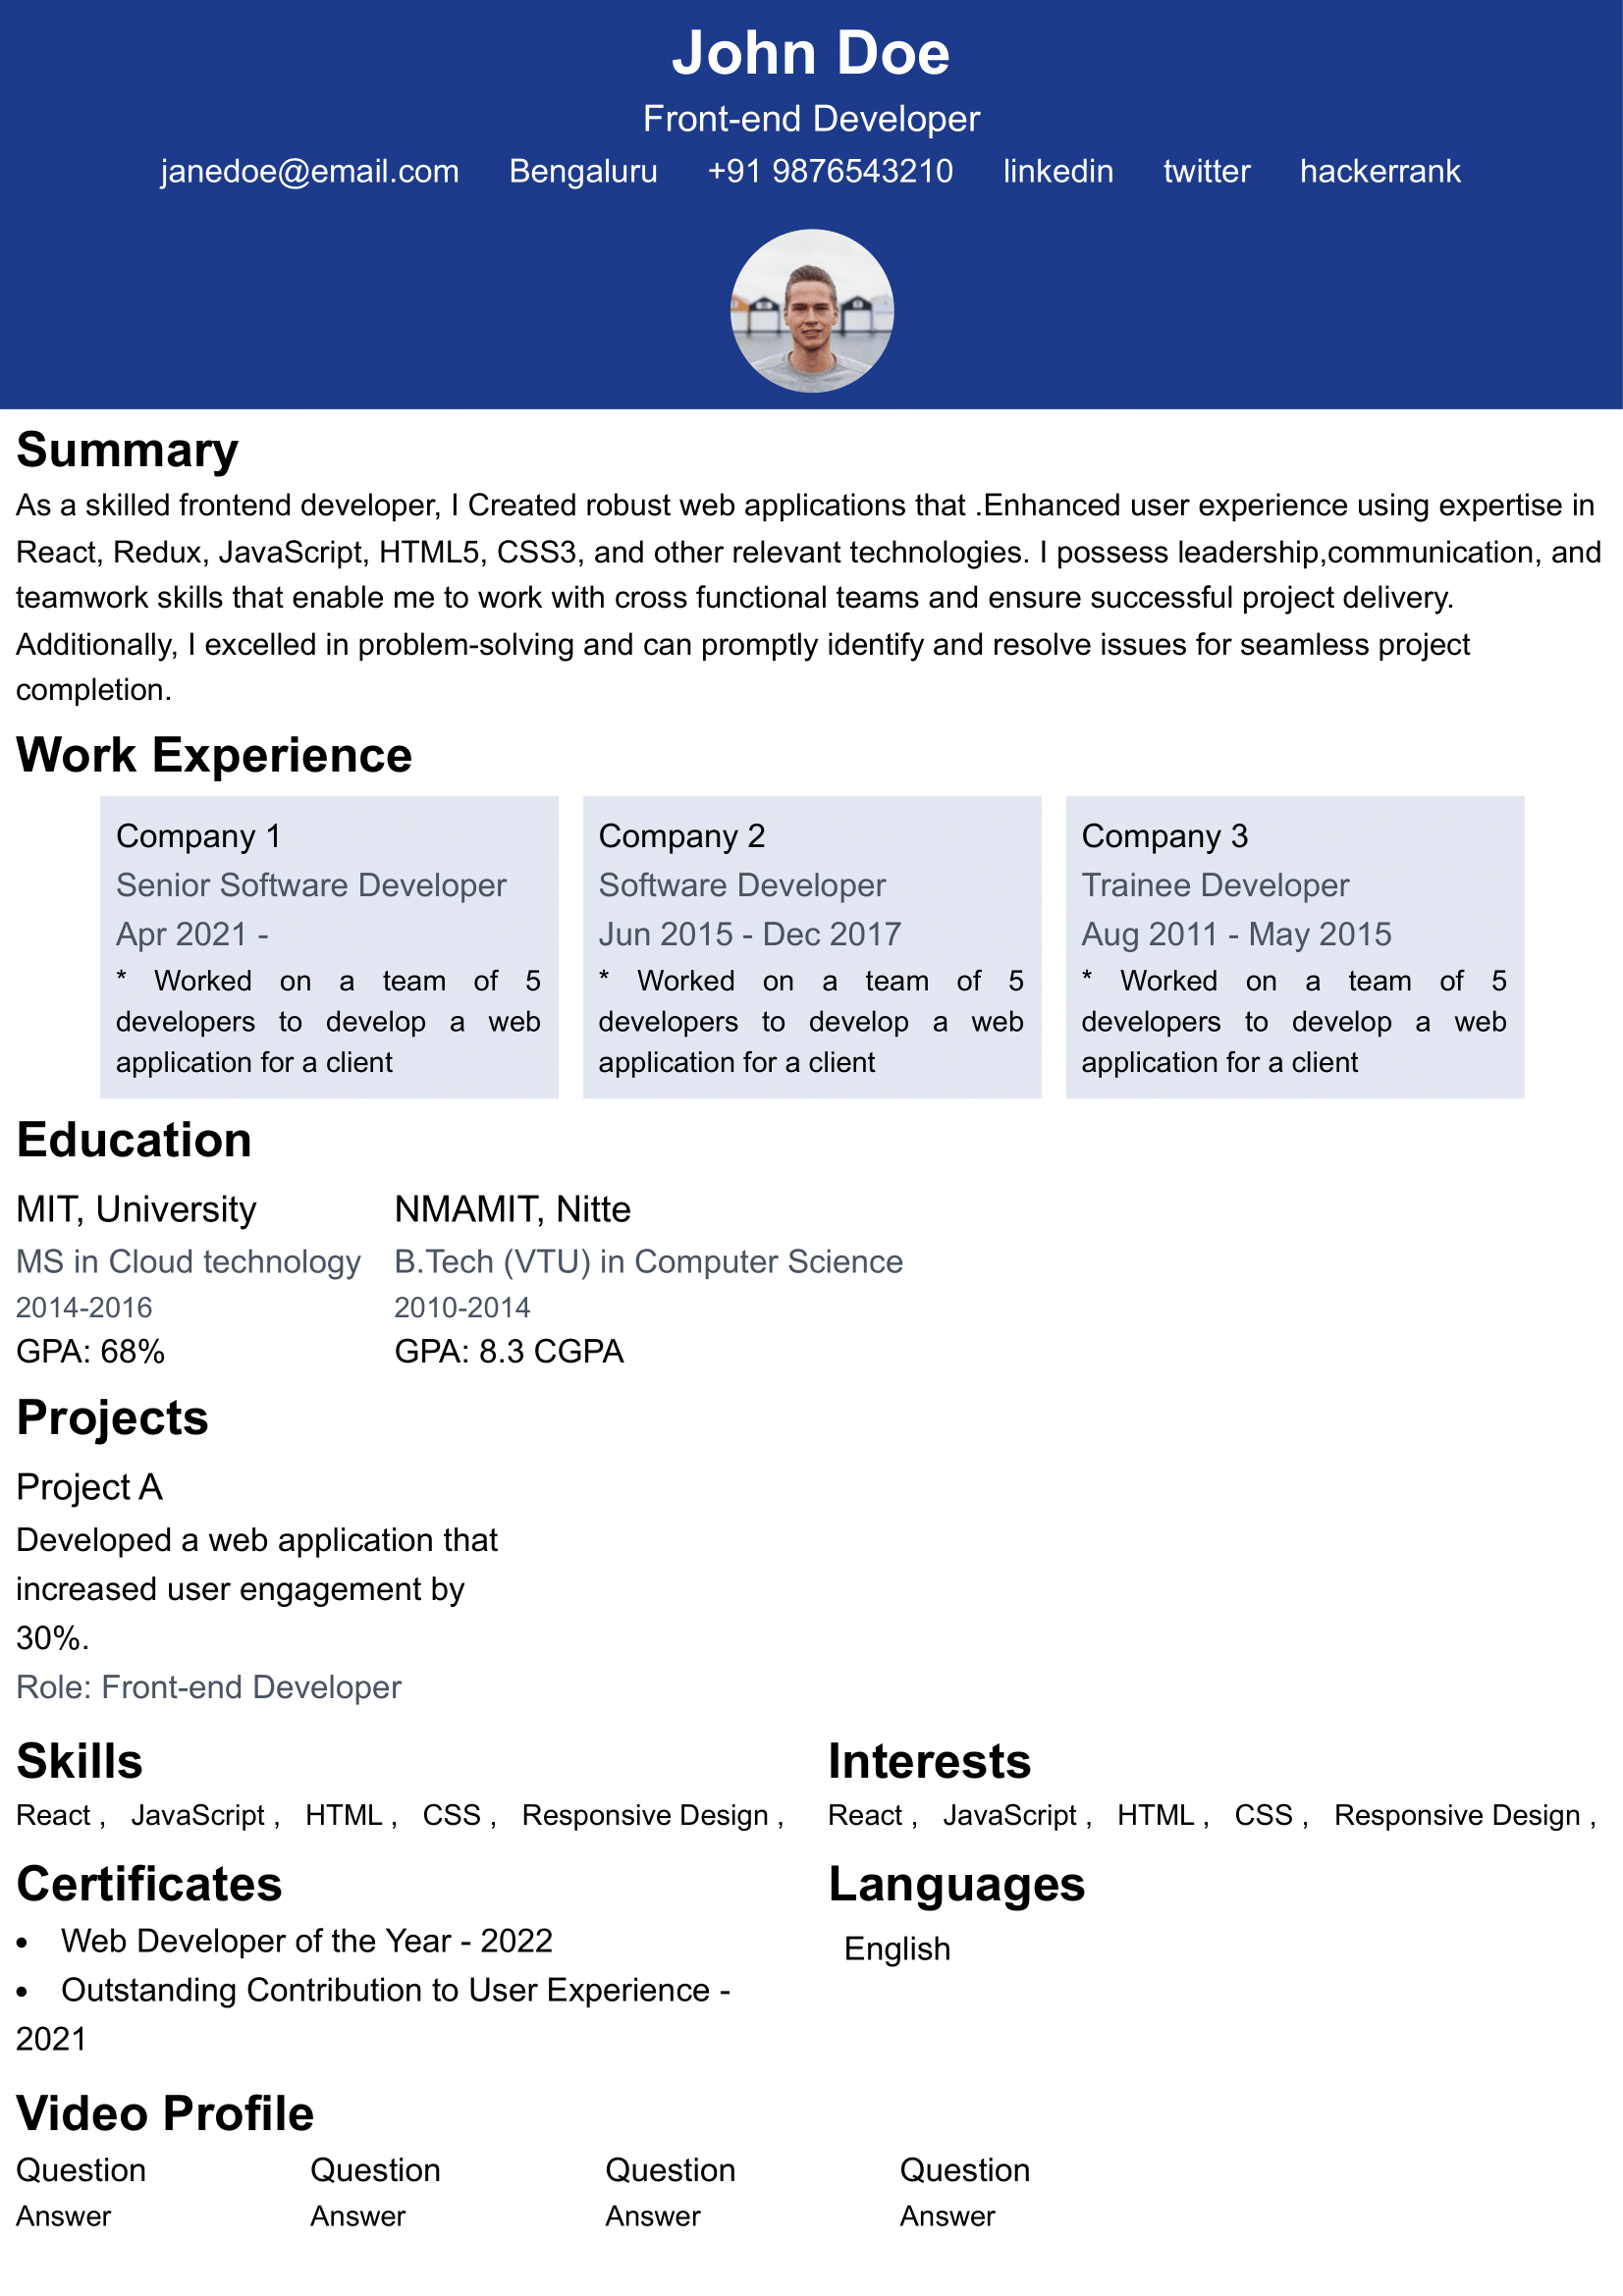 John Doe
Front-end Developer
janedoe@email.com Bengaluru +91 9876543210 linkedin twitter hackerrank
Summary
As a skilled frontend developer, I Created robust web applications that .Enhanced user experience using expertise in
React, Redux, JavaScript, HTML5, CSS3, and other relevant technologies. I possess leadership,communication, and
teamwork skills that enable me to work with cross functional teams and ensure successful project delivery.
Additionally, I excelled in problem-solving and can promptly identify and resolve issues for seamless project
completion.
Work Experience
Company 1
Senior Software Developer
Apr 2021 -
* Worked on a team of 5
developers to develop a web
application for a client
Company 2
Software Developer
Jun 2015 - Dec 2017
* Worked on a team of 5
developers to develop a web
application for a client
Company 3
Trainee Developer
Aug 2011 - May 2015
* Worked on a team of 5
developers to develop a web
application for a client
Education
MIT, University
MS in Cloud technology
2014-2016
GPA: 68%
NMAMIT, Nitte
B.Tech (VTU) in Computer Science
2010-2014
GPA: 8.3 CGPA
Projects
Project A
Developed a web application that
increased user engagement by
30%.
Role: Front-end Developer
Skills
React , JavaScript , HTML , CSS , Responsive Design ,
Interests
React , JavaScript , HTML , CSS , Responsive Design ,
Certificates
• Web Developer of the Year - 2022
• Outstanding Contribution to User Experience -
2021
Languages
English
Video Profile
Question Question Question Question
Answer Answer Answer Answer